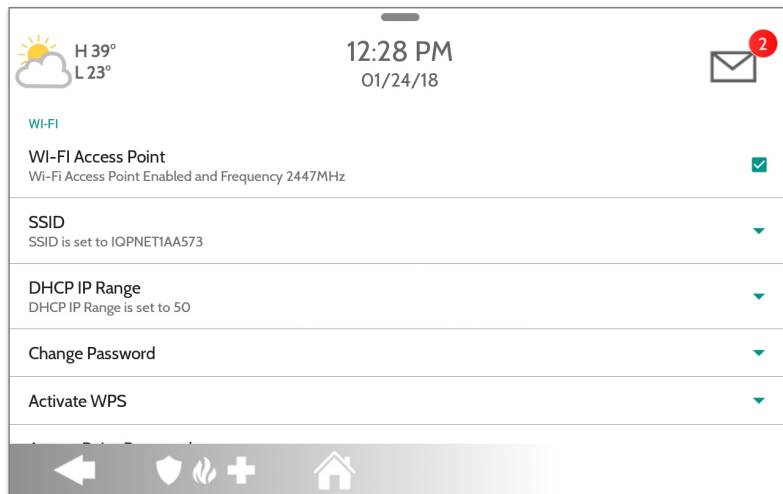 H 39°
L 23°
12:28 PM
01/24/18
2
WI-FI
WI-FI Access Point
Wi-Fi Access Point Enabled and Frequency 2447MHz
SSID
SSID is set to IQPNET1AA573
DHCP IP Range
DHCP IP Range is set to 50
Change Password
Activate WPS